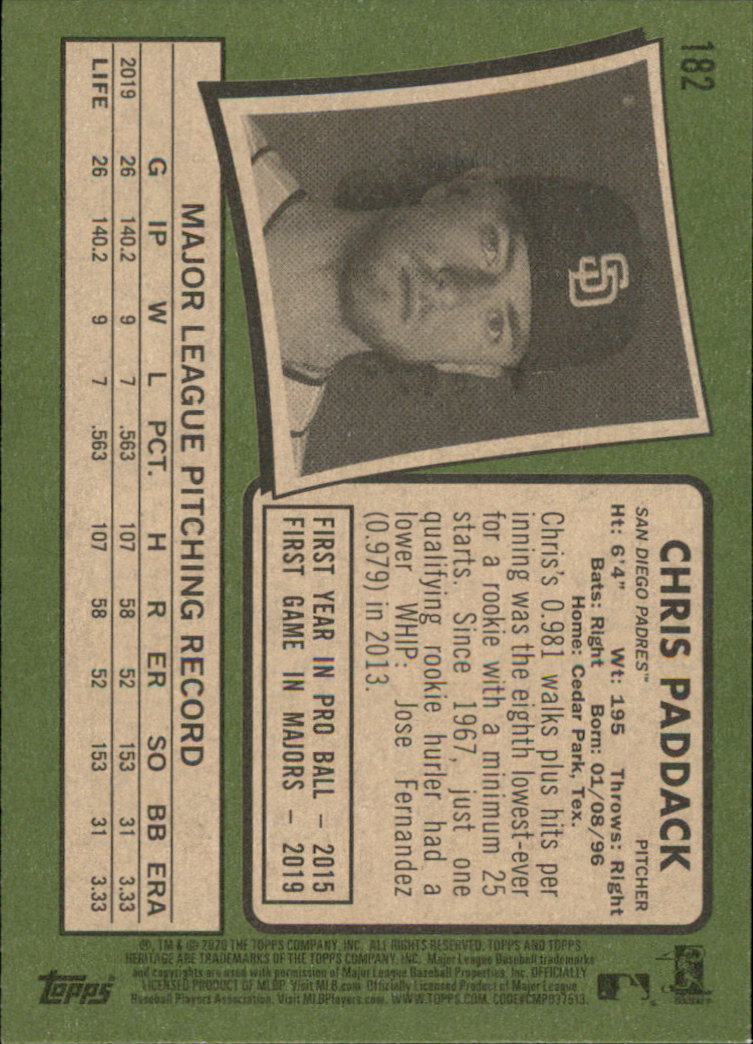 182
CHRIS PADDACK
SAN DIEGO PADRES™ PITCHER
Ht: 6'4" Wt: 195 Throws: Right
Bats: Right Born: 01/08/96
Home: Cedar Park, Tex.
Chris's 0.981 walks plus hits per
inning was the eighth lowest-ever
for a rookie with a minimum 25
starts. Since 1967, just one
qualifying rookie hurler had a
lower WHIP: Jose Fernandez
(0.979) in 2013.
FIRST YEAR IN PRO BALL – 2015
FIRST GAME IN MAJORS – 2019
SD
MAJOR LEAGUE PITCHING RECORD
G IP W L PCT. H R ER SO BB ERA
2019 26 140.2 9 7 .563 107 58 52 153 31 3.33
LIFE 26 140.2 9 7 .563 107 58 52 153 31 3.33
®, TM & © 2020 THE TOPPS COMPANY, INC. ALL RIGHTS RESERVED. TOPPS AND TOPPS
HERITAGE ARE TRADEMARKS OF THE TOPPS COMPANY, INC. Major League Baseball trademarks
and copyrights are used with permission of Major League Baseball Properties, Inc. OFFICIALLY
LICENSED PRODUCT OF MLBP. Visit MLB.com. Officially Licensed Product of Major League
Baseball Players Association. Visit MLBPlayers.com. WWW.TOPPS.COM. CODE#CMP037613.
topps®